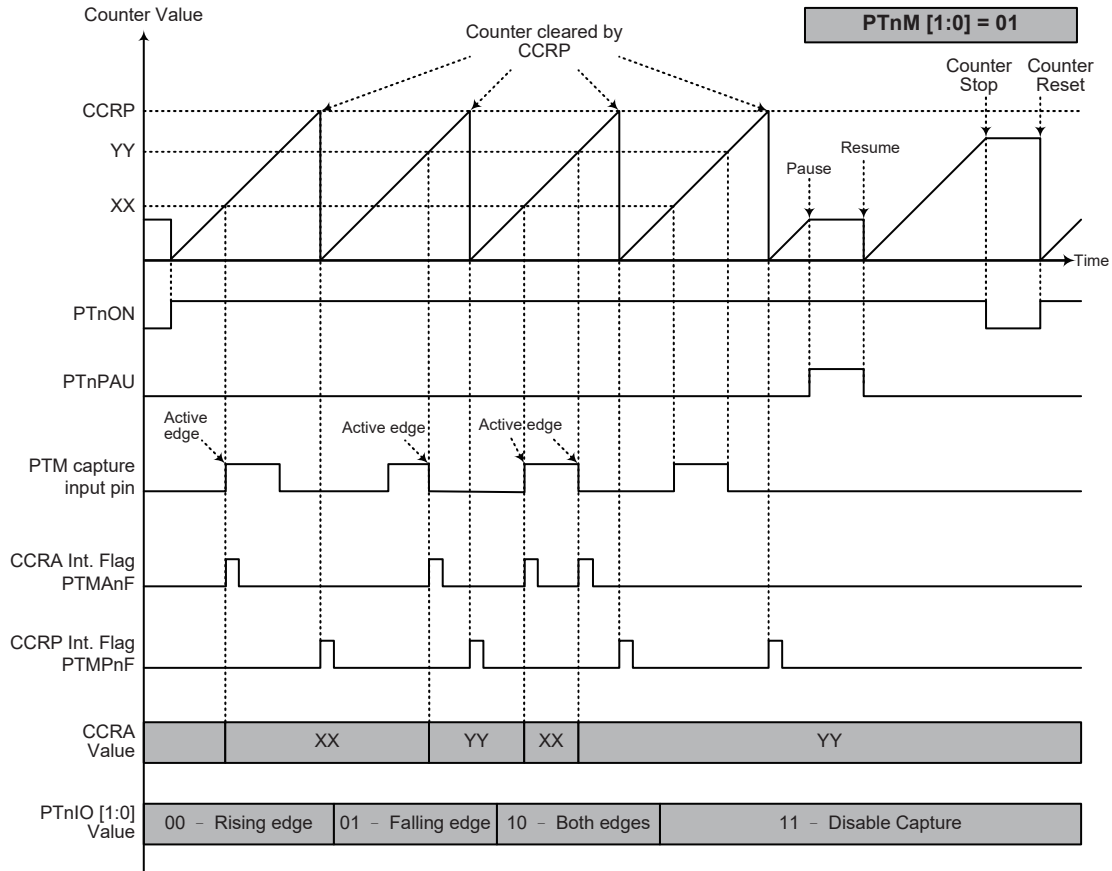 Counter Value
PTnM [1:0] = 01
Counter cleared by
CCRP
Counter
Stop
Counter
Reset
CCRP
YY
XX
Pause
Resume
Time
PTnON
PTnPAU
Active
edge
Active edge
Active edge
PTM capture
input pin
CCRA Int. Flag
PTMAnF
CCRP Int. Flag
PTMPnF
CCRA
Value
XX
YY
XX
YY
PTnIO [1:0]
Value
00 – Rising edge
01 – Falling edge
10 – Both edges
11 – Disable Capture